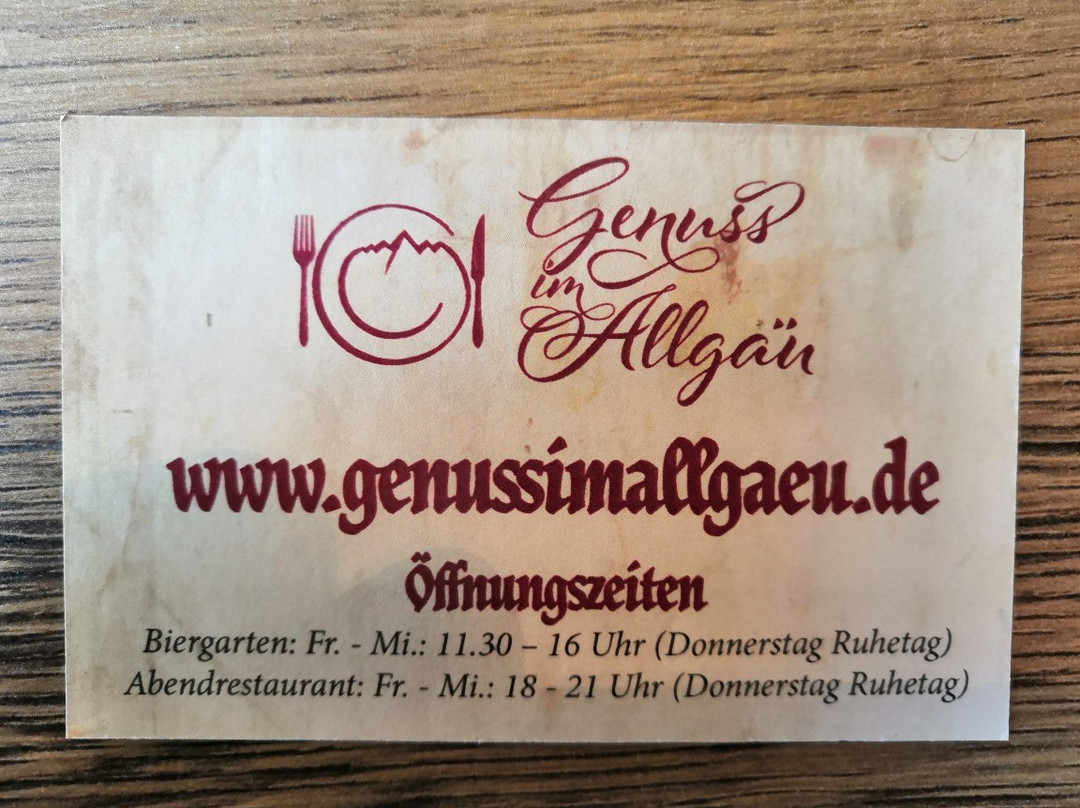 Genuss
im
Allgäu
www.genussimallgaeu.de
Öffnungszeiten
Biergarten: Fr. - Mi.: 11.30 – 16 Uhr (Donnerstag Ruhetag)
Abendrestaurant: Fr. - Mi.: 18 - 21 Uhr (Donnerstag Ruhetag)